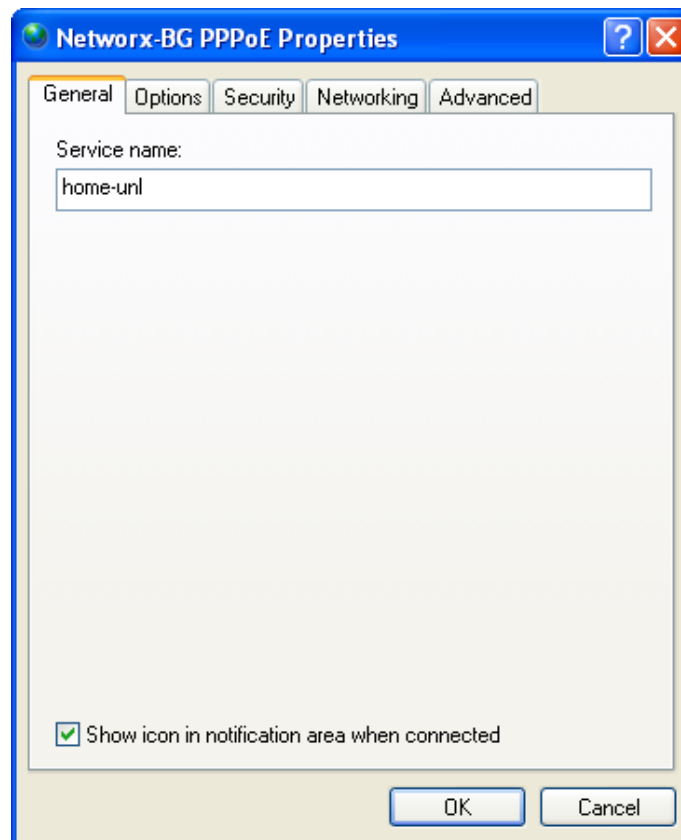 Networx-BG PPPoE Properties
General Options Security Networking Advanced
Service name:
home-unl
Show icon in notification area when connected
OK Cancel